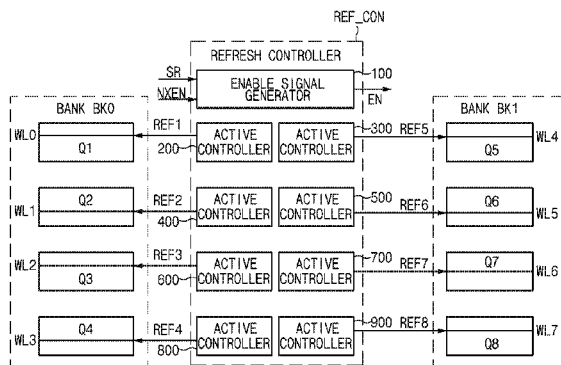 REF_CON
REFRESH CONTROLLER
SR
NXEN
ENABLE SIGNAL
GENERATOR
100
EN
BANK BK0
BANK BK1
WL0
Q1
REF1
200
ACTIVE
CONTROLLER
ACTIVE
CONTROLLER
300
REF5
Q5
WL4
WL1
Q2
REF2
400
ACTIVE
CONTROLLER
ACTIVE
CONTROLLER
500
REF6
Q6
WL5
WL2
Q3
REF3
600
ACTIVE
CONTROLLER
ACTIVE
CONTROLLER
700
REF7
Q7
WL6
WL3
Q4
REF4
800
ACTIVE
CONTROLLER
ACTIVE
CONTROLLER
900
REF8
Q8
WL7